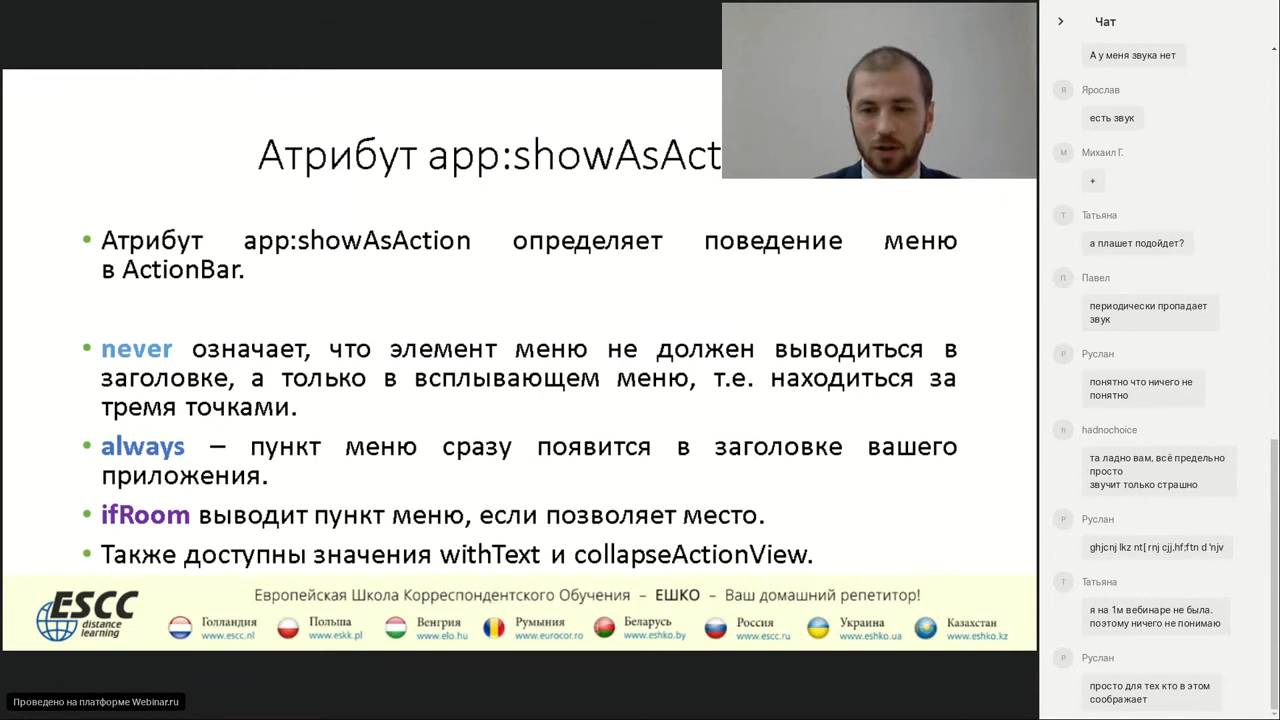 Атрибут app:showAsAct
Атрибут app:showAsAction определяет поведение меню
в ActionBar.
never означает, что элемент меню не должен выводиться в
заголовке, а только в всплывающем меню, т.е. находиться за
тремя точками.
always – пункт меню сразу появится в заголовке вашего
приложения.
ifRoom выводит пункт меню, если позволяет место.
Также доступны значения withText и collapseActionView.
ESCC
distance
learning
Европейская Школа Корреспондентского Обучения – ЕШКО – Ваш домашний репетитор!
Голландия
www.escc.nl
Польша
www.eskk.pl
Венгрия
www.elo.hu
Румыния
www.eurocor.ro
Беларусь
www.eshko.by
Россия
www.escc.ru
Украина
www.eshko.ua
Казахстан
www.eshko.kz
Проведено на платформе Webinar.ru
Чат
А у меня звука нет
Я
Ярослав
есть звук
М
Михаил Г.
+
Т
Татьяна
а плашет подойдет?
П
Павел
периодически пропадает
звук
Р
Руслан
понятно что ничего не
понятно
h
hadnochoice
та ладно вам, всё предельно
просто
звучит только страшно
Р
Руслан
ghjcnj lkz nt[ rnj cjj,hf:ftn d 'njv
Т
Татьяна
я на 1м вебинаре не была.
поэтому ничего не понимаю
Р
Руслан
просто для тех кто в этом
соображает